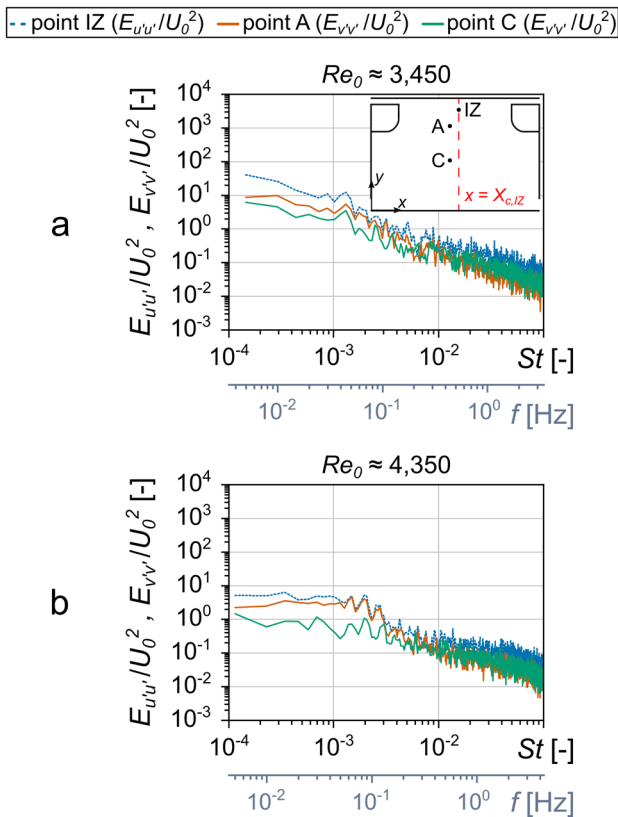 point IZ (E_{u'u'}/U_0^2) point A (E_{v'v'}/U_0^2) point C (E_{v'v'}/U_0^2)
Re_0 ≈ 3,450
a
E_{u'u'}/U_0^2 , E_{v'v'}/U_0^2 [-]
10^4
10^3
10^2
10^1
10^0
10^-1
10^-2
10^-3
IZ
A
C
y
x
x = X_{c,IZ}
10^-4 10^-3 10^-2 St [-]
10^-2 10^-1 10^0 f [Hz]
Re_0 ≈ 4,350
b
E_{u'u'}/U_0^2 , E_{v'v'}/U_0^2 [-]
10^4
10^3
10^2
10^1
10^0
10^-1
10^-2
10^-3
10^-4 10^-3 10^-2 St [-]
10^-2 10^-1 10^0 f [Hz]